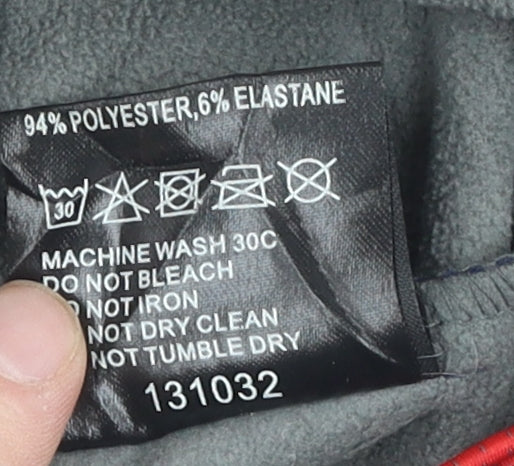 94% POLYESTER,6% ELASTANE
30
MACHINE WASH 30C
DO NOT BLEACH
NOT IRON
NOT DRY CLEAN
NOT TUMBLE DRY
131032